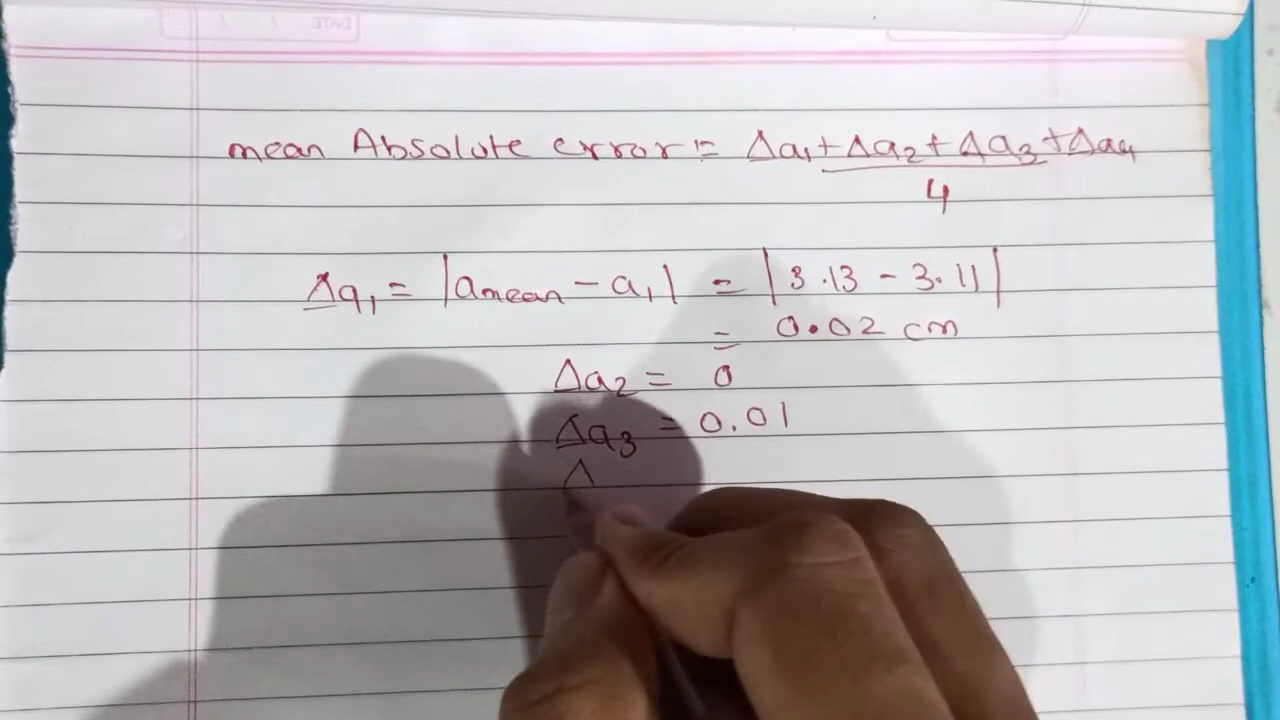 DATE
mean Absolute error = Δa₁ + Δa₂ + Δa₃ + Δa₄
4
Δa₁ = |amean - a₁| = |3.13 - 3.11|
= 0.02 cm
Δa₂ = 0
Δa₃ = 0.01
Δ